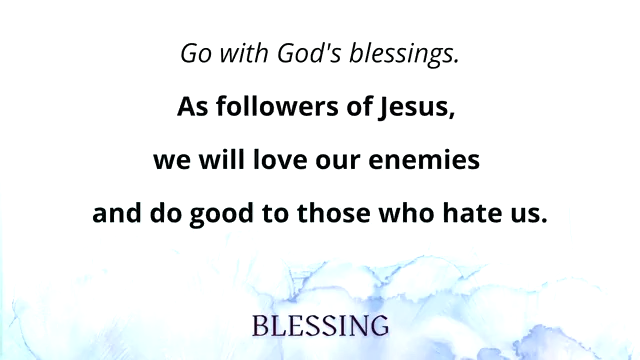 Go with God's blessings.
As followers of Jesus,
we will love our enemies
and do good to those who hate us.
BLESSING